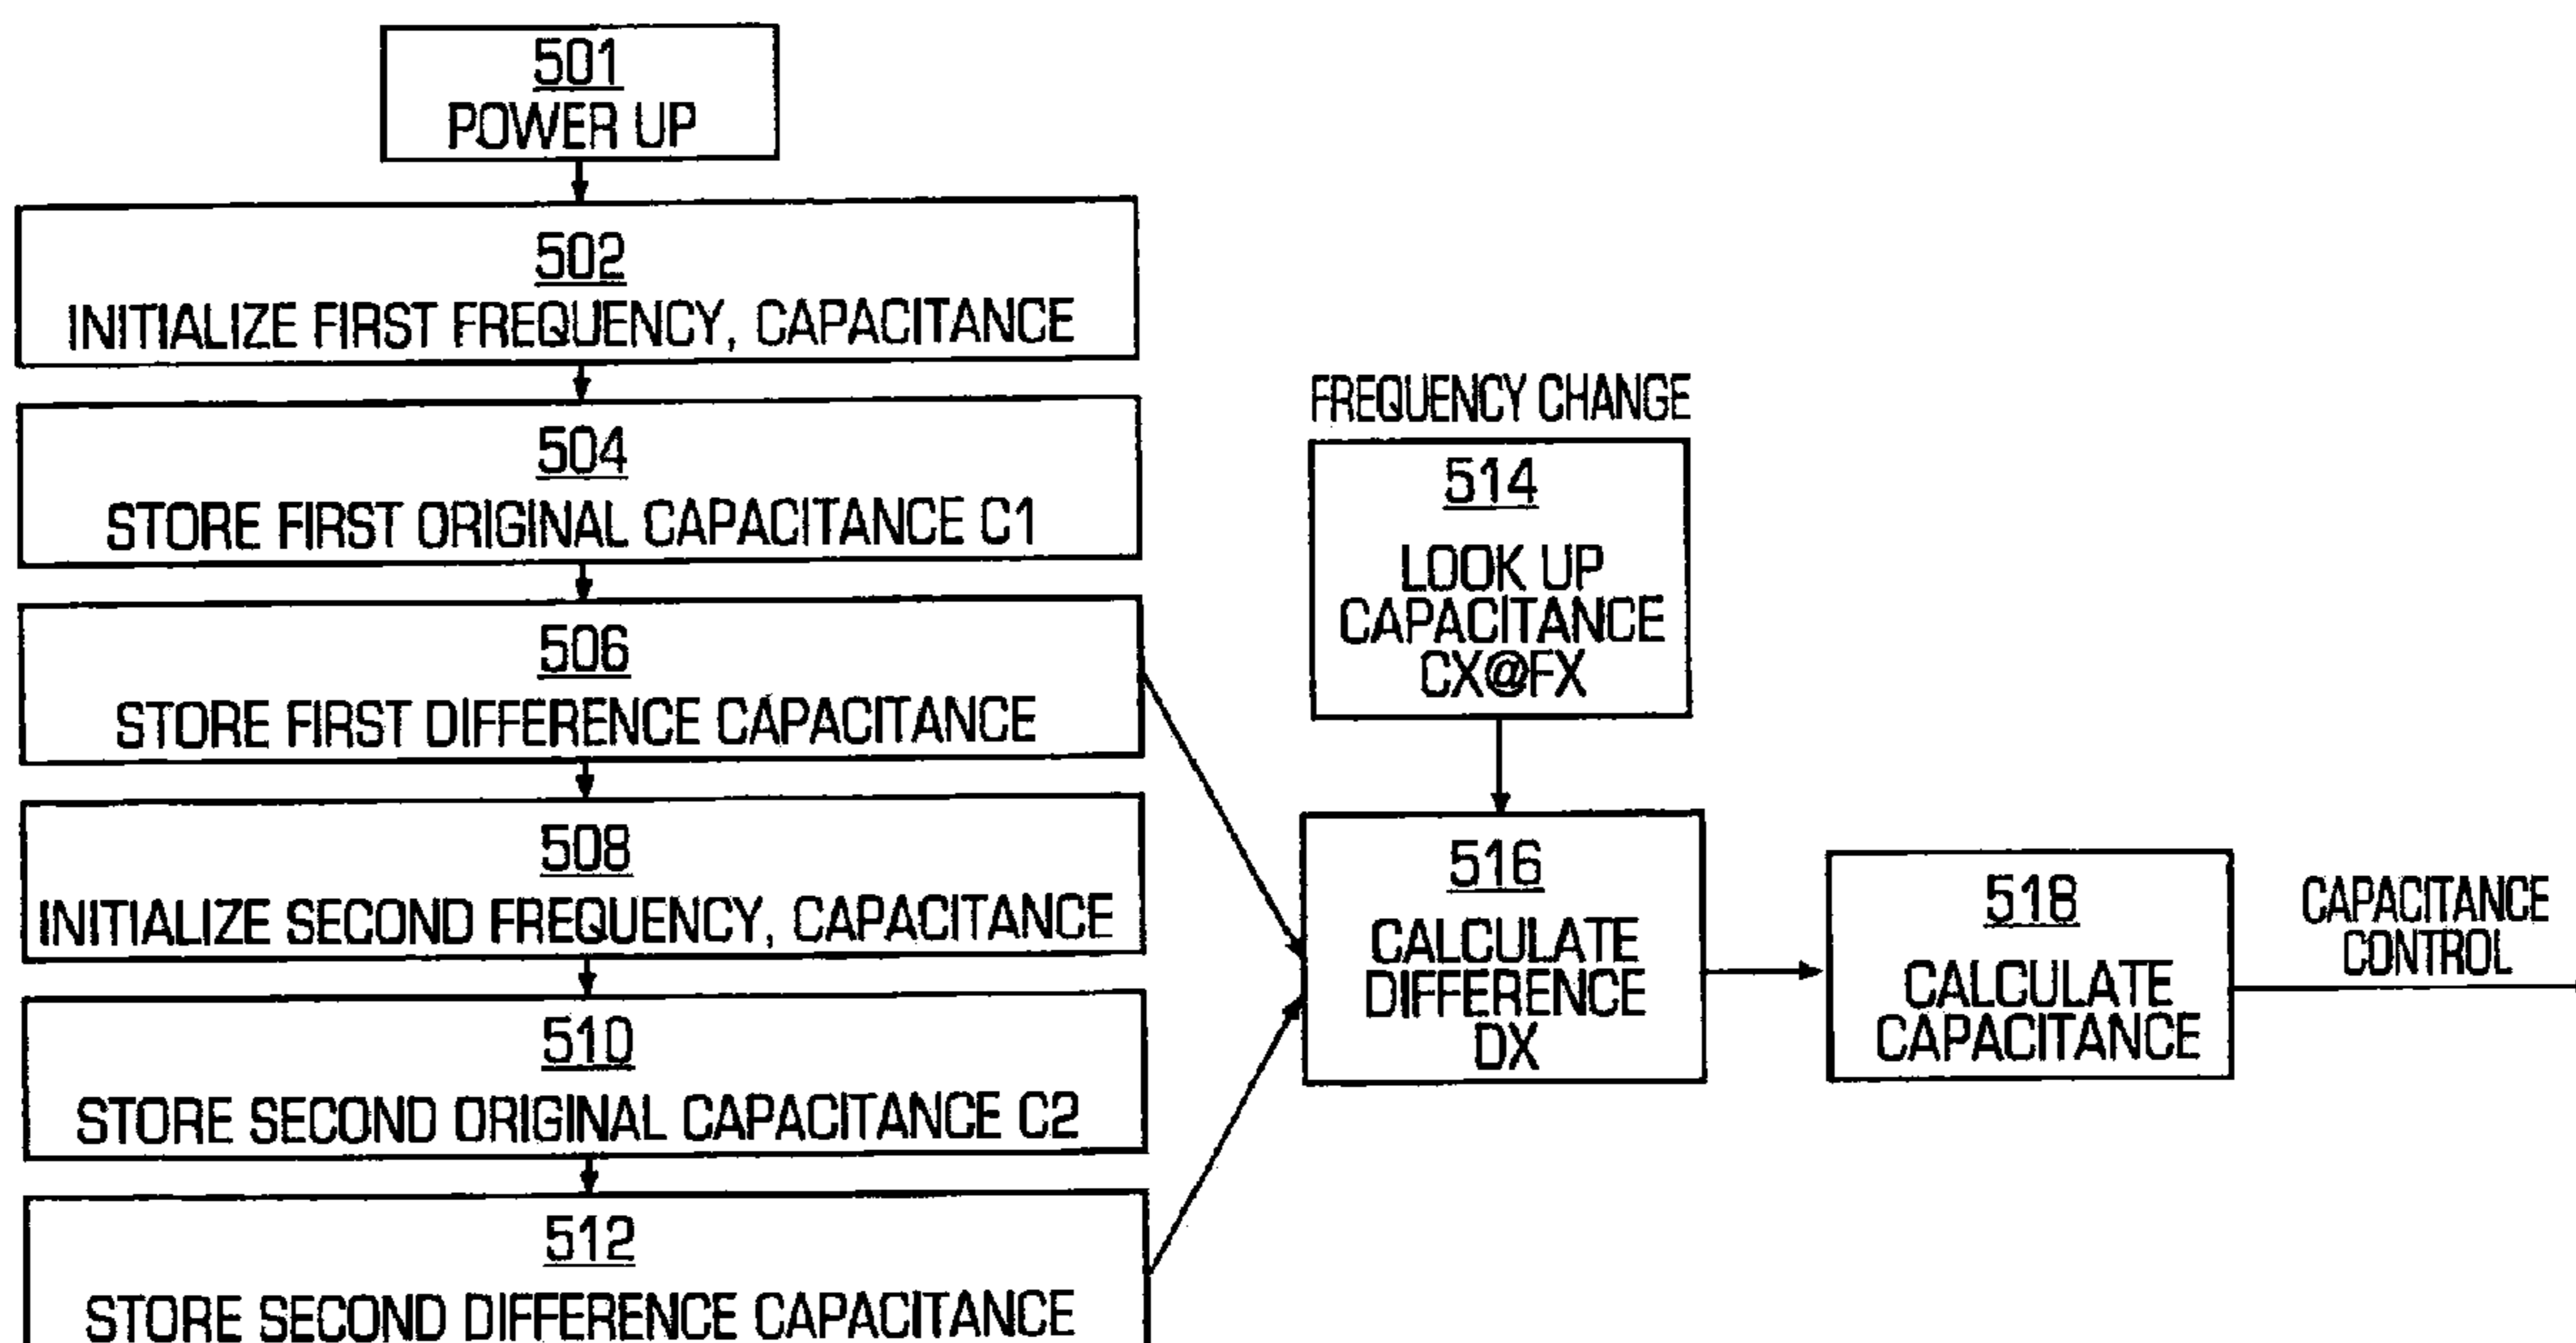 501
POWER UP
502
INITIALIZE FIRST FREQUENCY, CAPACITANCE
504
STORE FIRST ORIGINAL CAPACITANCE C1
506
STORE FIRST DIFFERENCE CAPACITANCE
508
INITIALIZE SECOND FREQUENCY, CAPACITANCE
510
STORE SECOND ORIGINAL CAPACITANCE C2
512
STORE SECOND DIFFERENCE CAPACITANCE
FREQUENCY CHANGE
514
LOOK UP
CAPACITANCE
CX@FX
516
CALCULATE
DIFFERENCE
DX
518
CALCULATE
CAPACITANCE
CAPACITANCE
CONTROL